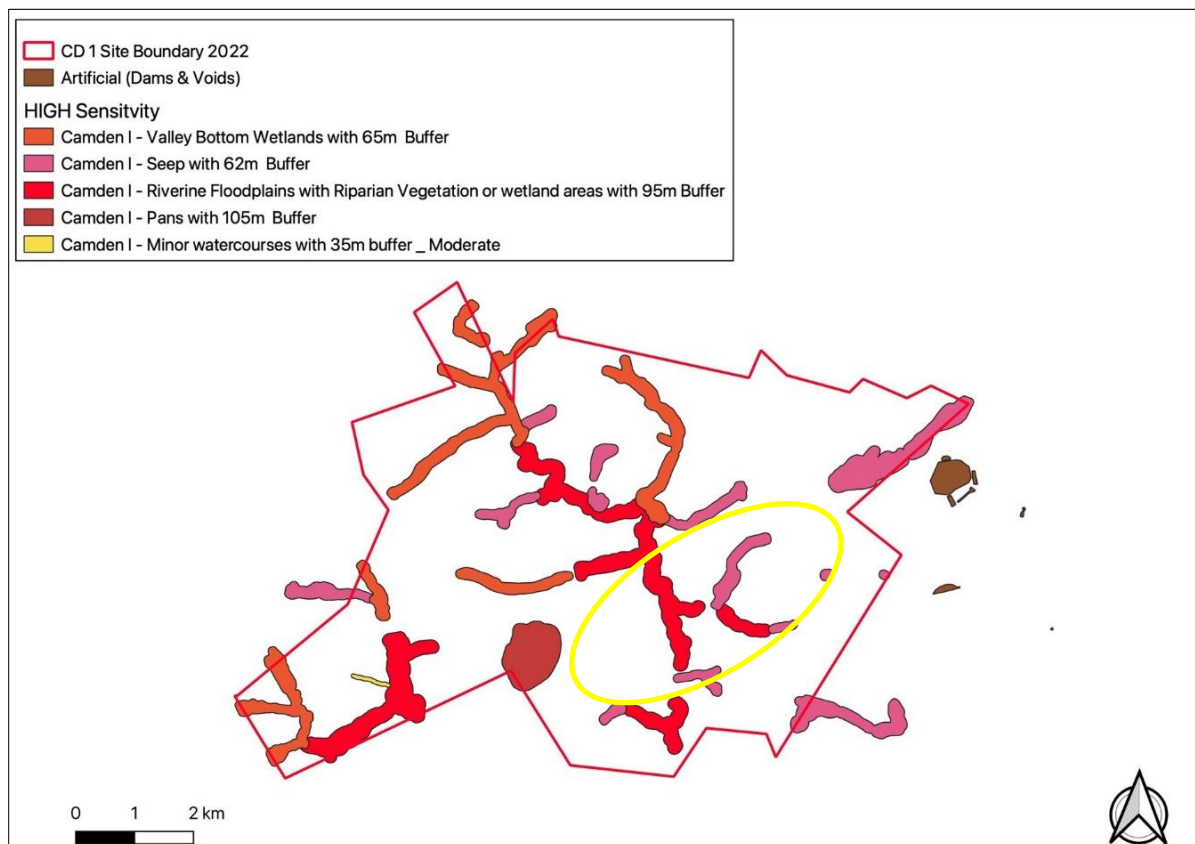 CD 1 Site Boundary 2022
Artificial (Dams & Voids)
HIGH Sensitvity
Camden I - Valley Bottom Wetlands with 65m Buffer
Camden I - Seep with 62m Buffer
Camden I - Riverine Floodplains with Riparian Vegetation or wetland areas with 95m Buffer
Camden I - Pans with 105m Buffer
Camden I - Minor watercourses with 35m buffer _ Moderate
0 1 2 km